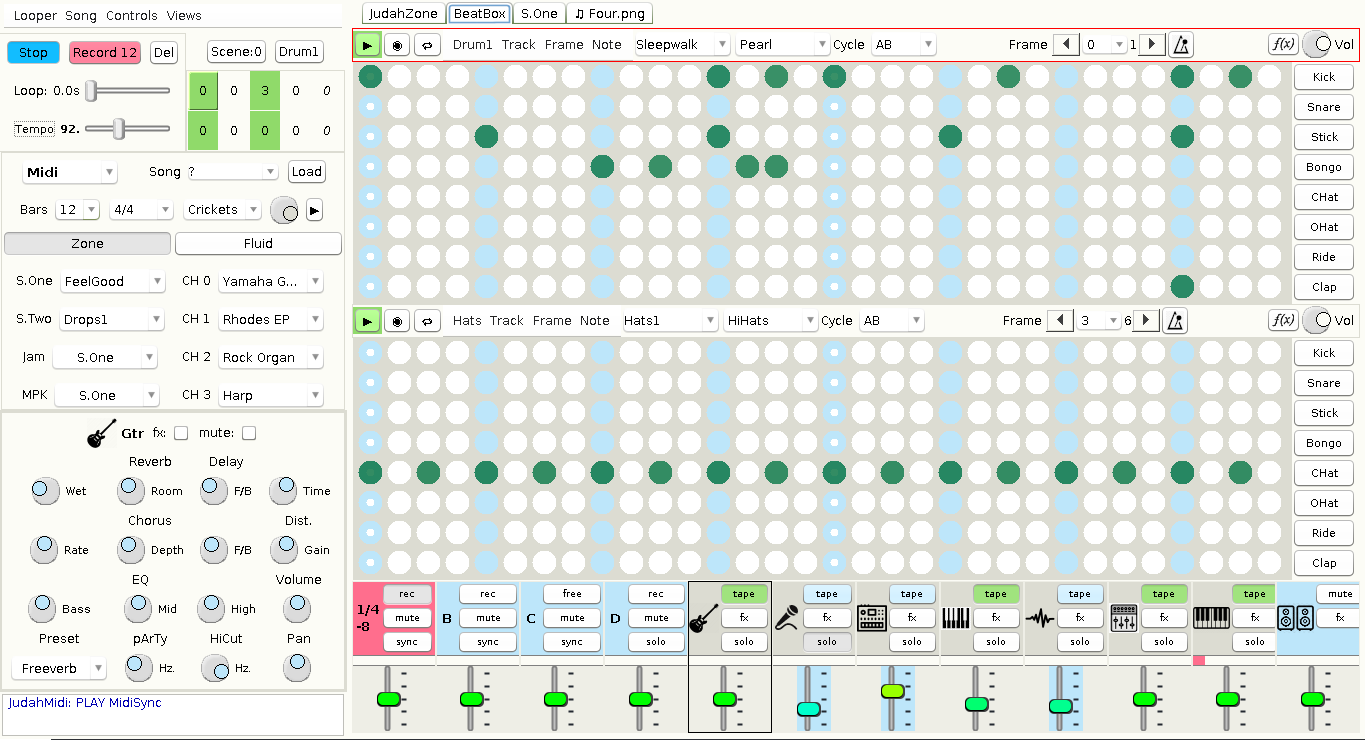 Looper Song Controls Views
JudahZone BeatBox S.One ♫ Four.png
Stop Record 12 Del Scene:0 Drum1
Loop: 0.0s 0 0 3 0 0
Tempo 92. 0 0 0 0 0
Midi Song ? Load
Bars 12 4/4 Crickets
Zone Fluid
S.One FeelGood CH 0 Yamaha G...
S.Two Drops1 CH 1 Rhodes EP
Jam S.One CH 2 Rock Organ
MPK S.One CH 3 Harp
Gtr fx: mute:
Reverb Delay
Wet Room F/B Time
Chorus Dist.
Rate Depth F/B Gain
EQ Volume
Bass Mid High
Preset pArTy HiCut Pan
Freeverb Hz. Hz.
JudahMidi: PLAY MidiSync
Drum1 Track Frame Note Sleepwalk Pearl Cycle AB Frame 0 1 f(x) Vol
Kick
Snare
Stick
Bongo
CHat
OHat
Ride
Clap
Hats Track Frame Note Hats1 HiHats Cycle AB Frame 3 6 f(x) Vol
Kick
Snare
Stick
Bongo
CHat
OHat
Ride
Clap
rec rec free rec tape tape tape tape tape tape tape mute
1/4 -8 mute B mute C mute D mute fx fx fx fx fx fx fx fx
sync sync sync solo solo solo solo solo solo solo solo